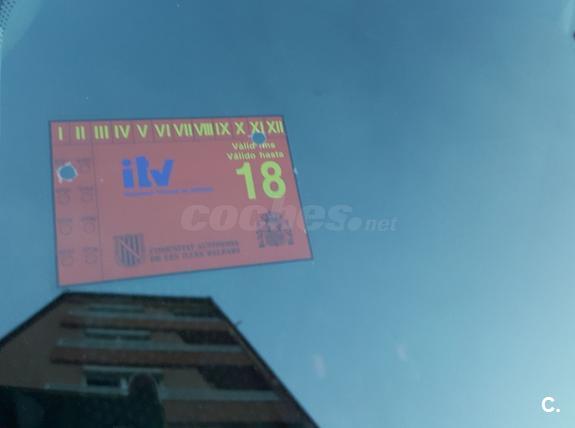 I II III IV V VI VII VIII IX X XI XII
Vàlid fins
Válido hasta
itv
18
coches.net
COMUNITAT AUTÒNOMA
DE LES ILLES BALEARS
C.